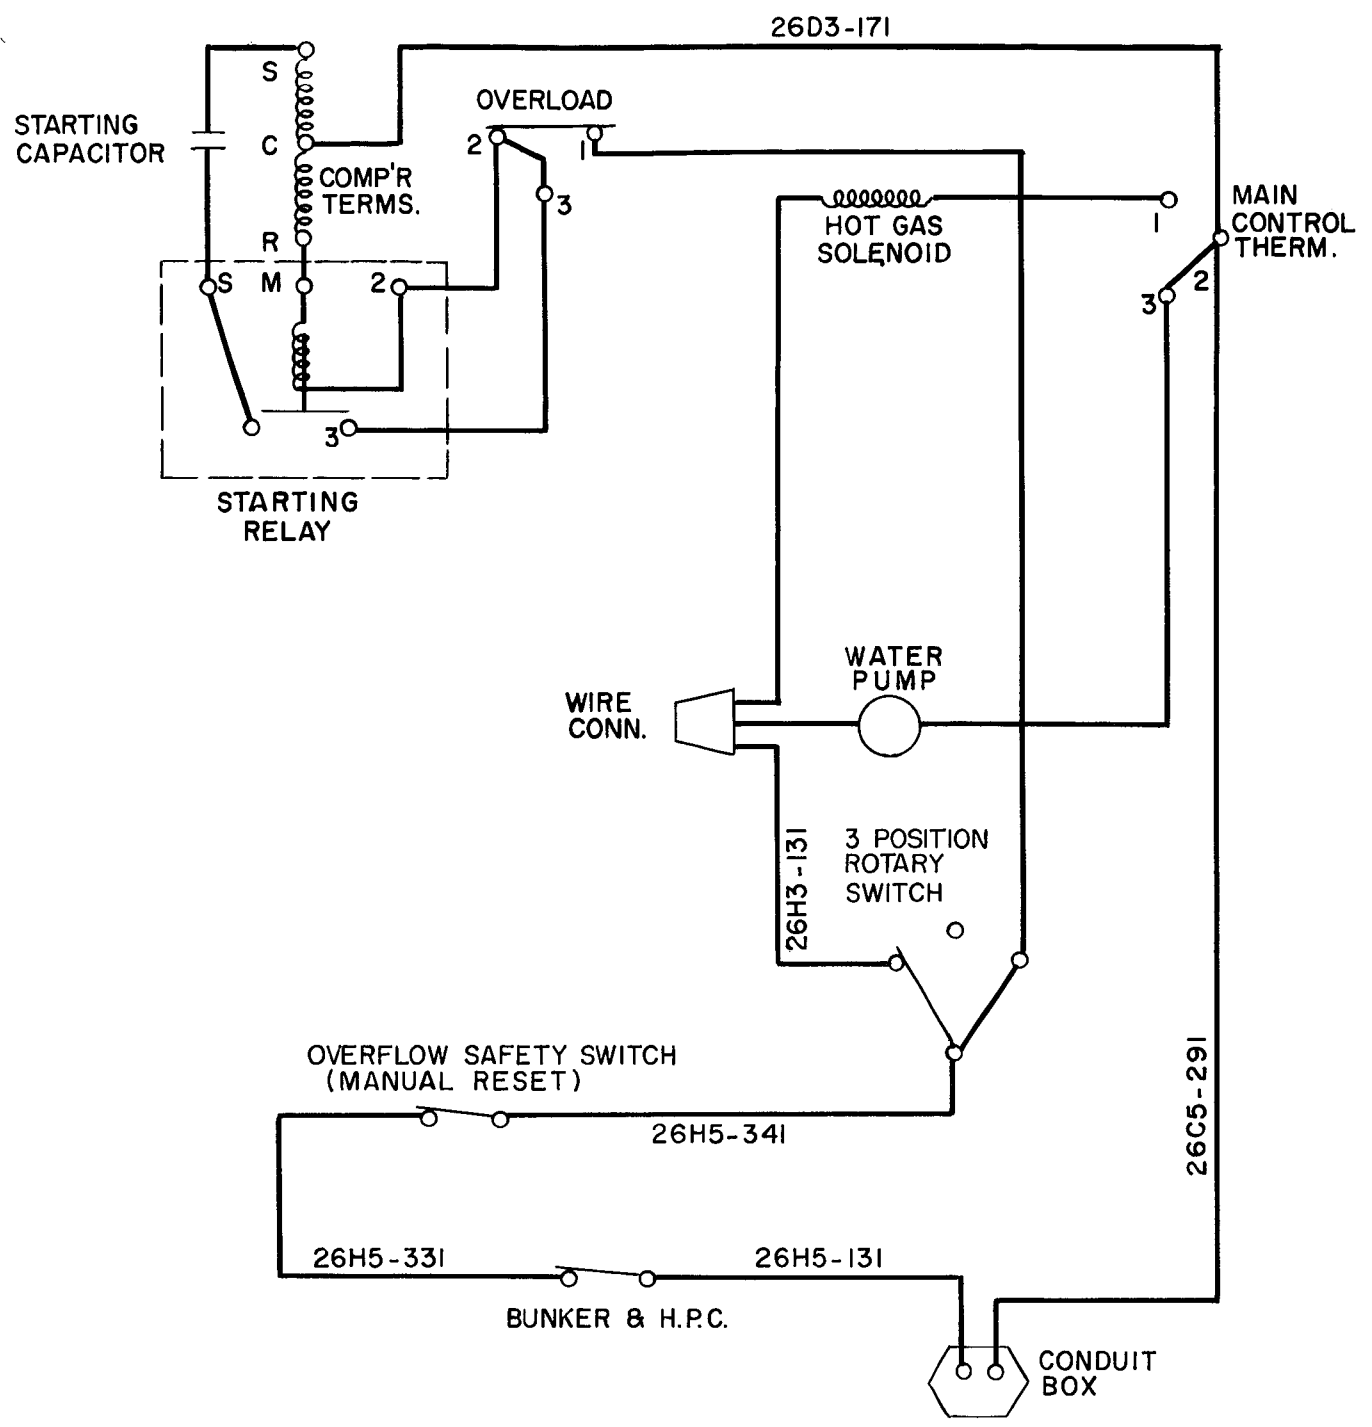 26D3-171
S
OVERLOAD
STARTING
CAPACITOR
C
2
1
COMP'R
TERMS.
3
MAIN
CONTROL
THERM.
1
HOT GAS
SOLENOID
R
S
M
2
2
3
3
STARTING
RELAY
WATER
PUMP
WIRE
CONN.
26H3-131
3 POSITION
ROTARY
SWITCH
OVERFLOW SAFETY SWITCH
(MANUAL RESET)
26H5-341
26C5-291
26H5-331
26H5-131
BUNKER & H.P.C.
CONDUIT
BOX